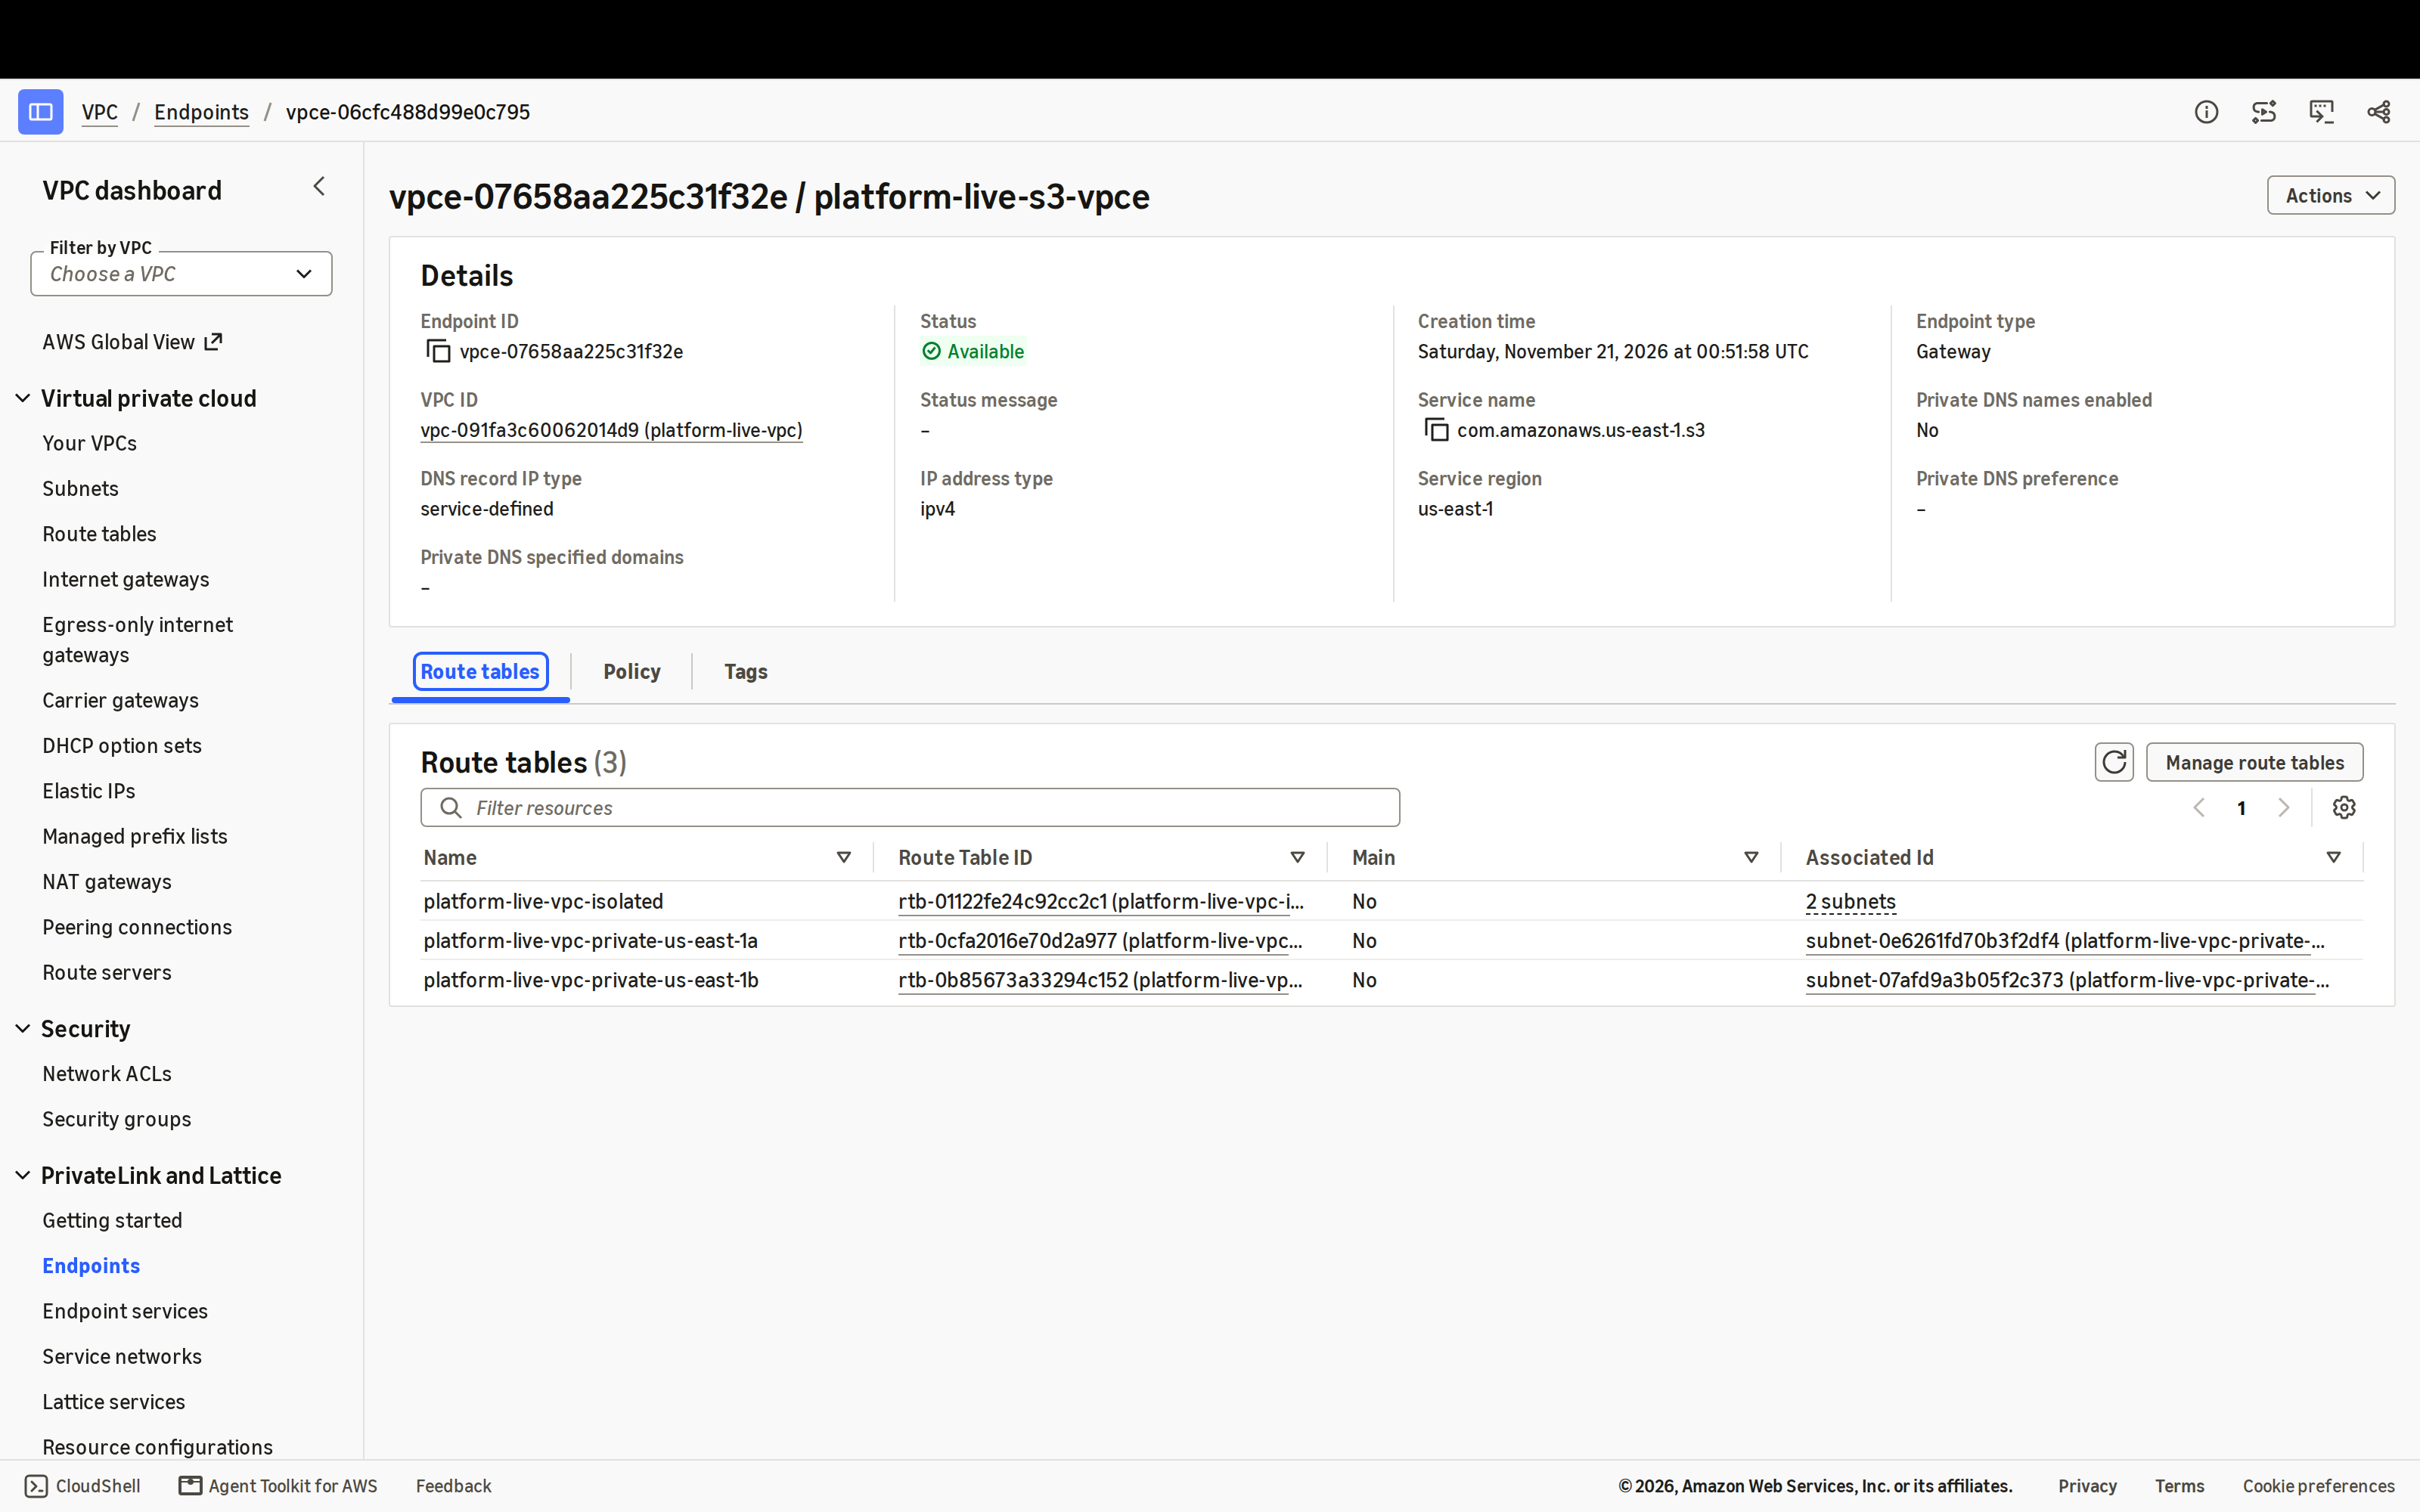 VPC / Endpoints / vpce-06cfc488d99e0c795
VPC dashboard
Filter by VPC
Choose a VPC
AWS Global View
Virtual private cloud
Your VPCs
Subnets
Route tables
Internet gateways
Egress-only internet
gateways
Carrier gateways
DHCP option sets
Elastic IPs
Managed prefix lists
NAT gateways
Peering connections
Route servers
Security
Network ACLs
Security groups
PrivateLink and Lattice
Getting started
Endpoints
Endpoint services
Service networks
Lattice services
Resource configurations
vpce-07658aa225c31f32e / platform-live-s3-vpce
Actions
Details
Endpoint ID
vpce-07658aa225c31f32e
Status
Available
Creation time
Saturday, November 21, 2026 at 00:51:58 UTC
Endpoint type
Gateway
VPC ID
vpc-091fa3c60062014d9 (platform-live-vpc)
Status message
–
Service name
com.amazonaws.us-east-1.s3
Private DNS names enabled
No
DNS record IP type
service-defined
IP address type
ipv4
Service region
us-east-1
Private DNS preference
–
Private DNS specified domains
–
Route tables
Policy
Tags
Route tables (3)
Manage route tables
Filter resources
1
Name Route Table ID Main Associated Id
platform-live-vpc-isolated rtb-01122fe24c92cc2c1 (platform-live-vpc-i... No 2 subnets
platform-live-vpc-private-us-east-1a rtb-0cfa2016e70d2a977 (platform-live-vpc... No subnet-0e6261fd70b3f2df4 (platform-live-vpc-private-...
platform-live-vpc-private-us-east-1b rtb-0b85673a33294c152 (platform-live-vp... No subnet-07afd9a3b05f2c373 (platform-live-vpc-private-...
CloudShell Agent Toolkit for AWS Feedback © 2026, Amazon Web Services, Inc. or its affiliates. Privacy Terms Cookie preferences